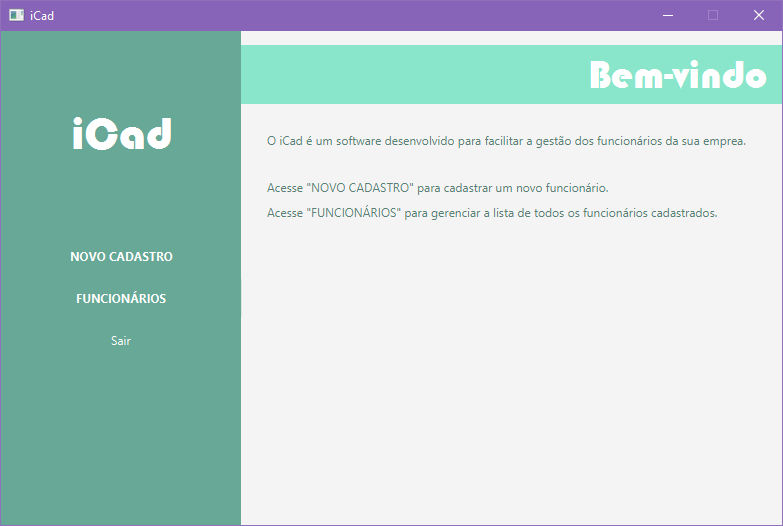 iCad
iCad
NOVO CADASTRO
FUNCIONÁRIOS
Sair
Bem-vindo
O iCad é um software desenvolvido para facilitar a gestão dos funcionários da sua emprea.
Acesse "NOVO CADASTRO" para cadastrar um novo funcionário.
Acesse "FUNCIONÁRIOS" para gerenciar a lista de todos os funcionários cadastrados.